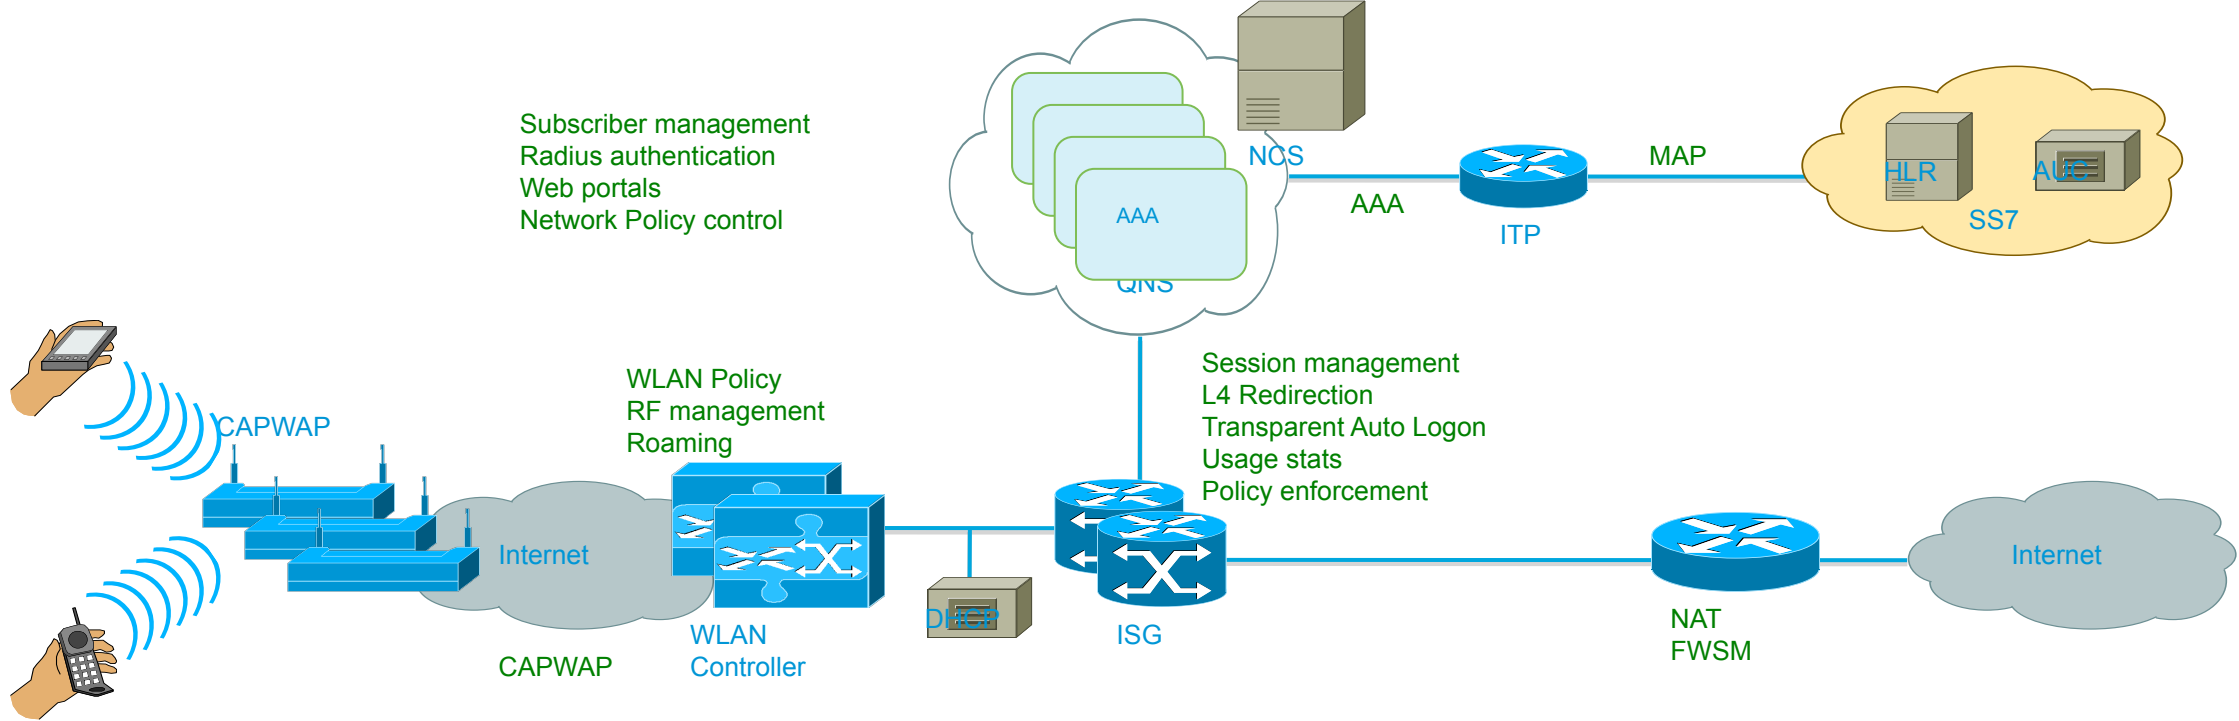 Subscriber management
Radius authentication
Web portals
Network Policy control
NCS
AAA
QNS
AAA
ITP
MAP
HLR
AUC
SS7
CAPWAP
WLAN Policy
RF management
Roaming
Session management
L4 Redirection
Transparent Auto Logon
Usage stats
Policy enforcement
Internet
CAPWAP
WLAN
Controller
DHCP
ISG
NAT
FWSM
Internet